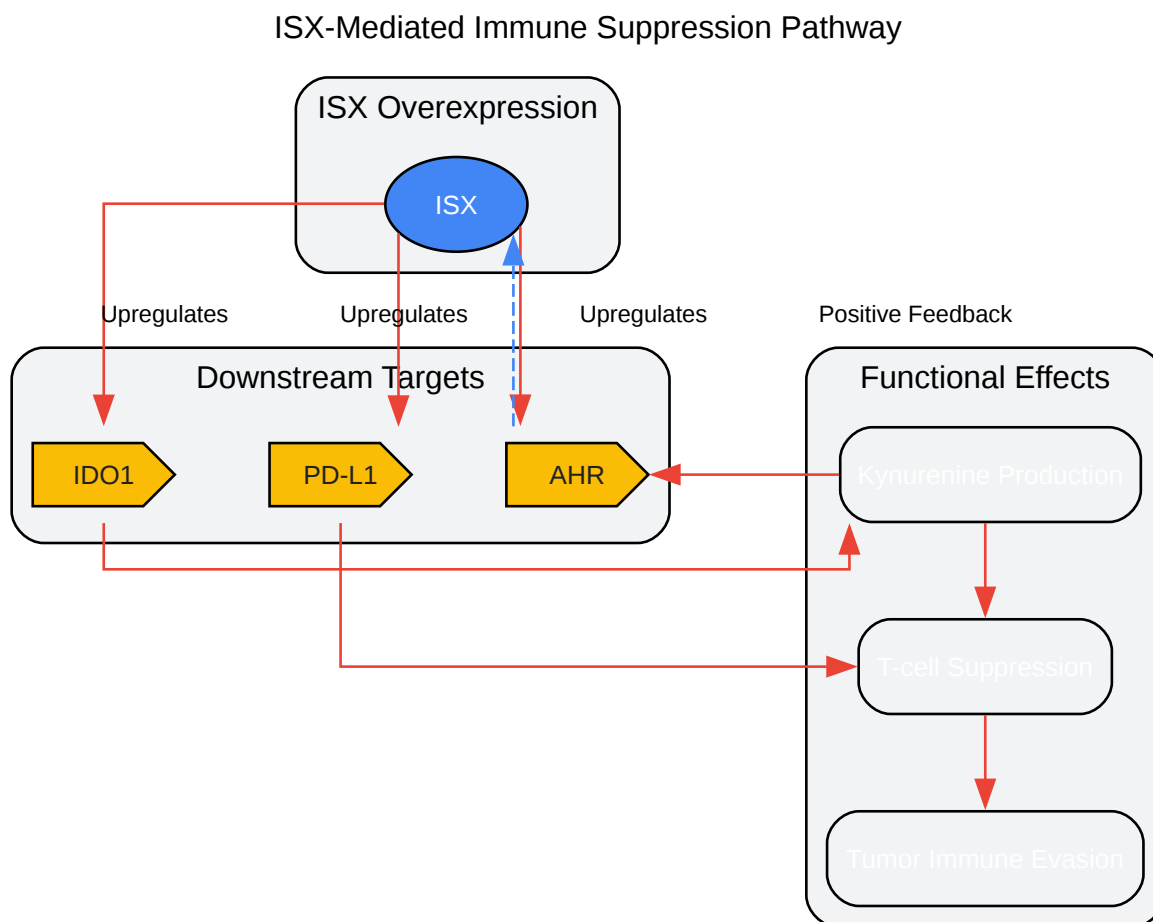 ISX-Mediated Immune Suppression Pathway
ISX Overexpression
ISX
Upregulates
Upregulates
Upregulates
Positive Feedback
Downstream Targets
Functional Effects
IDO1
PD-L1
AHR
Kynurenine Production
T-cell Suppression
Tumor Immune Evasion